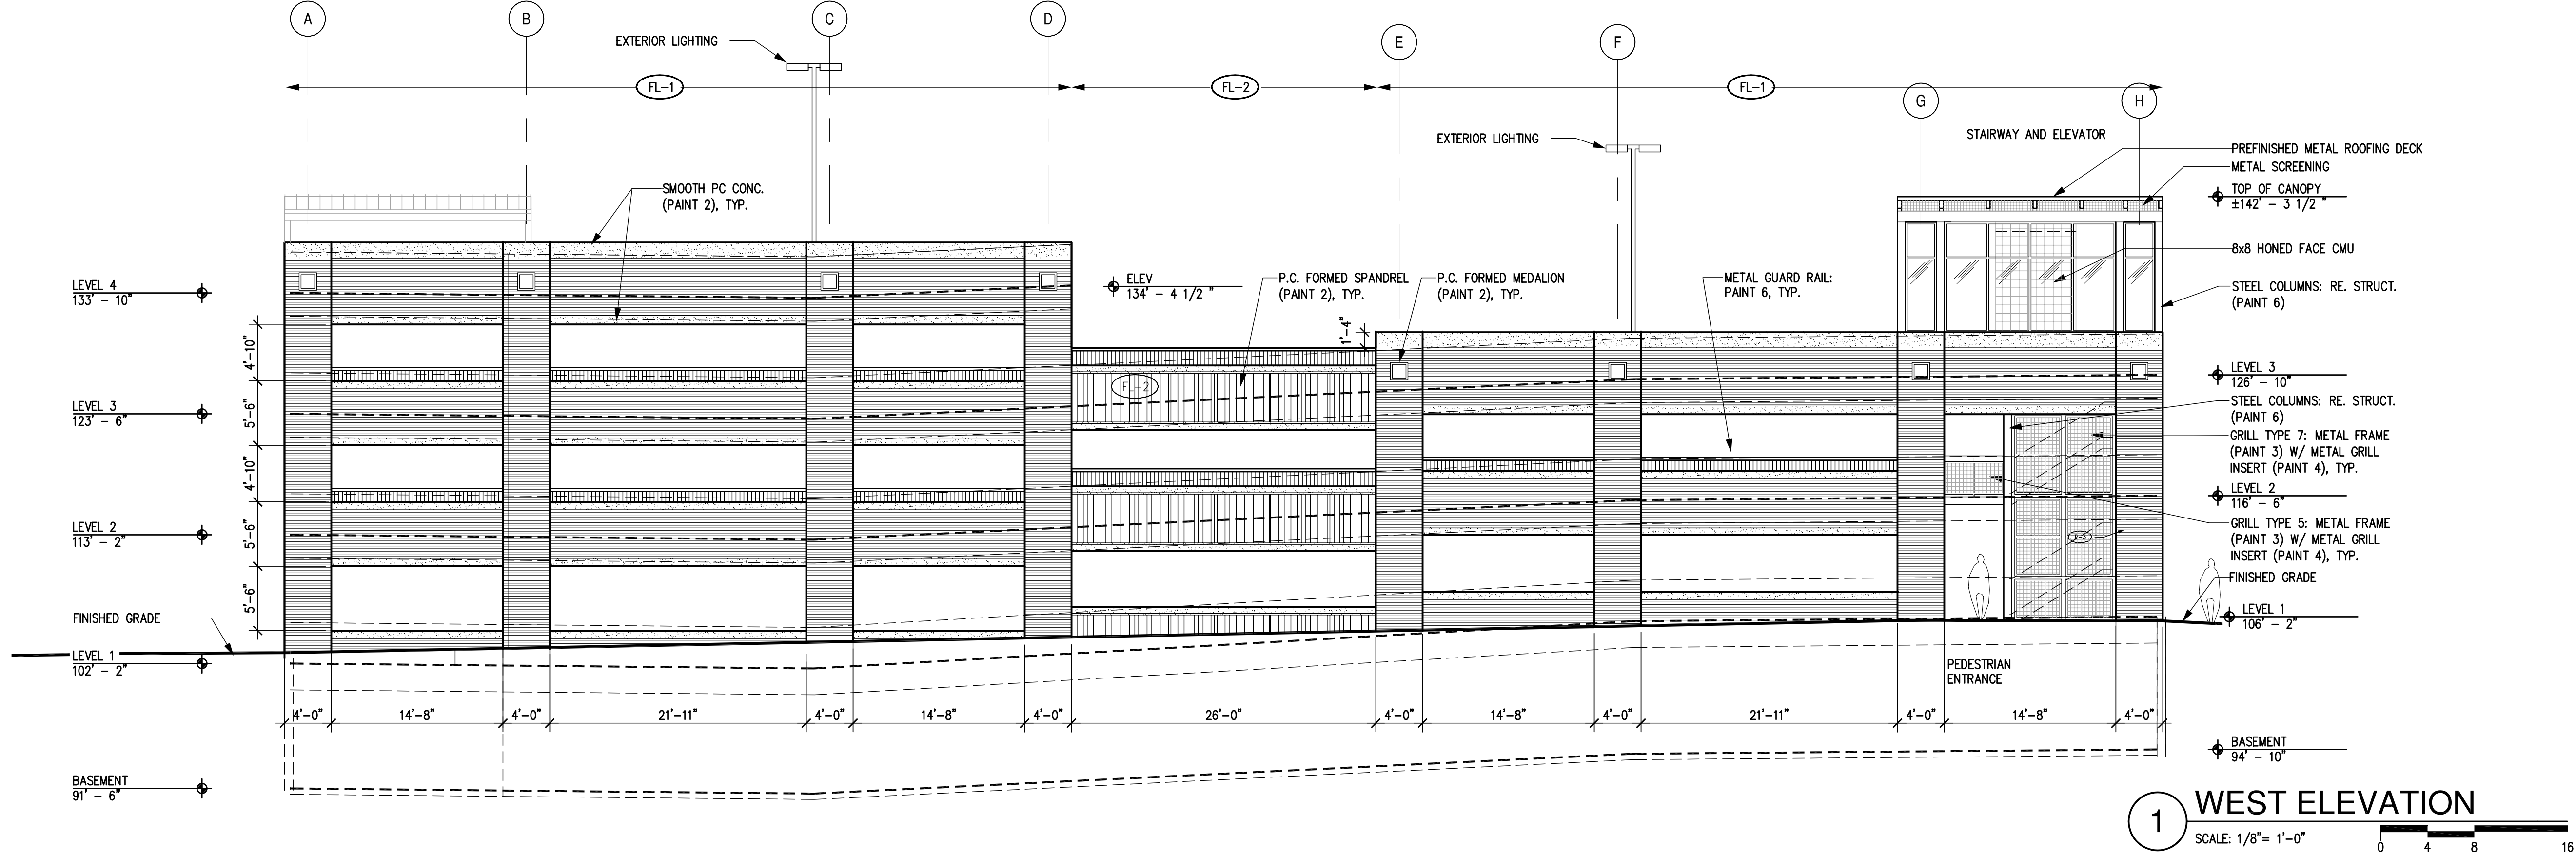 A
B
C
D
E
F
G
H
EXTERIOR LIGHTING
FL-1
FL-2
FL-1
EXTERIOR LIGHTING
STAIRWAY AND ELEVATOR
PREFINISHED METAL ROOFING DECK
METAL SCREENING
TOP OF CANOPY
±142' - 3 1/2 "
8x8 HONED FACE CMU
STEEL COLUMNS: RE. STRUCT.
(PAINT 6)
SMOOTH PC CONC.
(PAINT 2), TYP.
ELEV
134' - 4 1/2 "
P.C. FORMED SPANDREL
(PAINT 2), TYP.
P.C. FORMED MEDALION
(PAINT 2), TYP.
METAL GUARD RAIL:
PAINT 6, TYP.
1'-4"
FL-2
LEVEL 4
133' - 10"
LEVEL 3
123' - 6"
LEVEL 2
113' - 2"
FINISHED GRADE
LEVEL 1
102' - 2"
BASEMENT
91' - 6"
4'-10"
5'-6"
4'-10"
5'-6"
5'-6"
LEVEL 3
126' - 10"
STEEL COLUMNS: RE. STRUCT.
(PAINT 6)
GRILL TYPE 7: METAL FRAME
(PAINT 3) W/ METAL GRILL
INSERT (PAINT 4), TYP.
LEVEL 2
116' - 6"
GRILL TYPE 5: METAL FRAME
(PAINT 3) W/ METAL GRILL
INSERT (PAINT 4), TYP.
FINISHED GRADE
LEVEL 1
106' - 2"
PEDESTRIAN
ENTRANCE
4'-0" 14'-8" 4'-0" 21'-11" 4'-0" 14'-8" 4'-0" 26'-0" 4'-0" 14'-8" 4'-0" 21'-11" 4'-0" 14'-8" 4'-0"
BASEMENT
94' - 10"
1 WEST ELEVATION
SCALE: 1/8"= 1'-0"
0 4 8 16